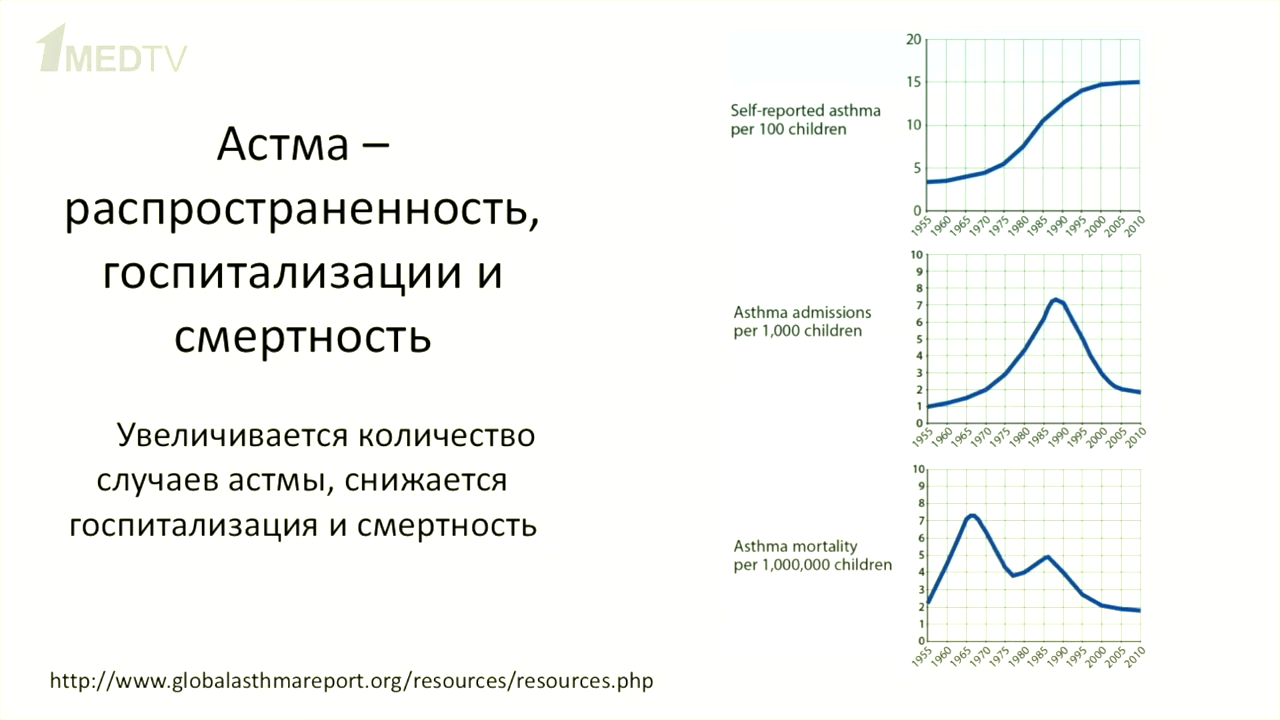 1MEDTV
Астма –
распространенность,
госпитализации и
смертность
Увеличивается количество
случаев астмы, снижается
госпитализация и смертность
http://www.globalasthmareport.org/resources/resources.php
Self-reported asthma
per 100 children
20
15
10
5
0
1955 1960 1965 1970 1975 1980 1985 1990 1995 2000 2005 2010
Asthma admissions
per 1,000 children
10
9
8
7
6
5
4
3
2
1
0
1955 1960 1965 1970 1975 1980 1985 1990 1995 2000 2005 2010
Asthma mortality
per 1,000,000 children
10
9
8
7
6
5
4
3
2
1
0
1955 1960 1965 1970 1975 1980 1985 1990 1995 2000 2005 2010